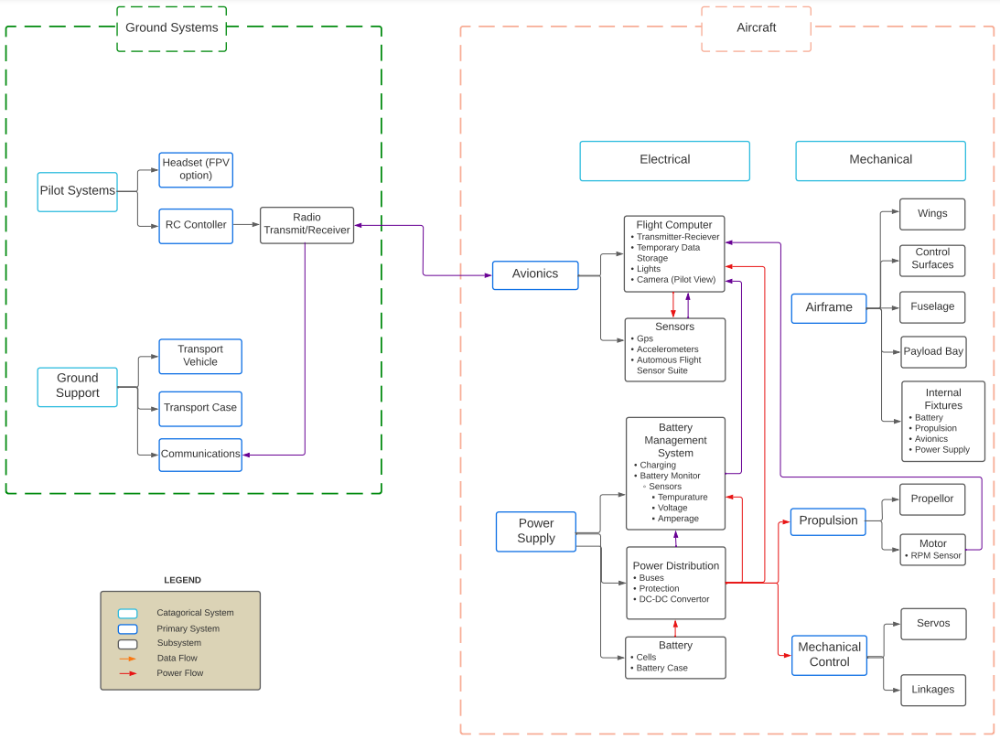 Ground Systems
Aircraft
Electrical
Mechanical
Pilot Systems
Headset (FPV
option)
RC Contoller
Radio
Transmit/Receiver
Ground
Support
Transport
Vehicle
Transport Case
Communications
Avionics
Flight Computer
• Transmitter-Reciever
• Temporary Data
Storage
• Lights
• Camera (Pilot View)
Sensors
• Gps
• Accelerometers
• Automous Flight
Sensor Suite
Power
Supply
Battery
Management
System
• Charging
• Battery Monitor
◦ Sensors
▪ Tempurature
▪ Voltage
▪ Amperage
Power Distribution
• Buses
• Protection
• DC-DC Convertor
Battery
• Cells
• Battery Case
Airframe
Wings
Control
Surfaces
Fuselage
Payload Bay
Internal
Fixtures
• Battery
• Propulsion
• Avionics
• Power Supply
Propulsion
Propellor
Motor
• RPM Sensor
Mechanical
Control
Servos
Linkages
LEGEND
Catagorical System
Primary System
Subsystem
Data Flow
Power Flow